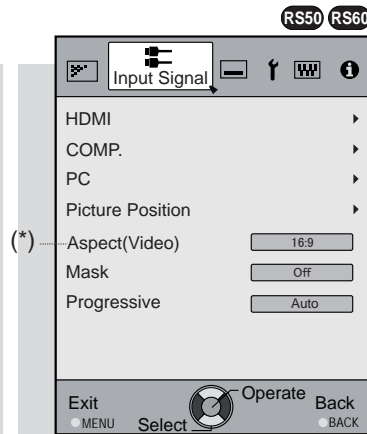 RS50 RS60
Input Signal
HDMI
COMP.
PC
Picture Position
(*) Aspect(Video) 16:9
Mask Off
Progressive Auto
Exit Operate Back
MENU Select BACK